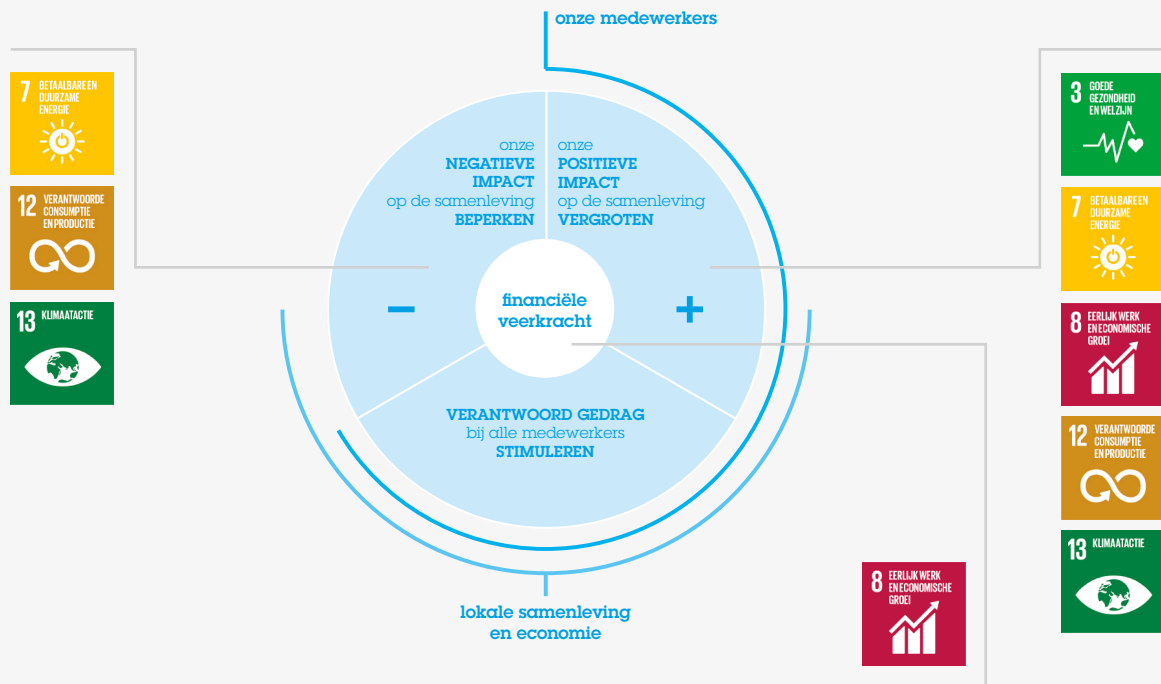 onze medewerkers
7 BETAALBARE EN
DUURZAME
ENERGIE
12 VERANTWOORDE
CONSUMPTIE
EN PRODUCTIE
13 KLIMAATACTIE
onze
NEGATIEVE
IMPACT
op de samenleving
BEPERKEN
onze
POSITIEVE
IMPACT
op de samenleving
VERGROTEN
–
financiële
veerkracht
+
VERANTWOORD GEDRAG
bij alle medewerkers
STIMULEREN
lokale samenleving
en economie
3 GOEDE
GEZONDHEID
EN WELZIJN
7 BETAALBARE EN
DUURZAME
ENERGIE
8 EERLIJK WERK
EN ECONOMISCHE
GROEI
12 VERANTWOORDE
CONSUMPTIE
EN PRODUCTIE
13 KLIMAATACTIE
8 EERLIJK WERK
EN ECONOMISCHE
GROEI